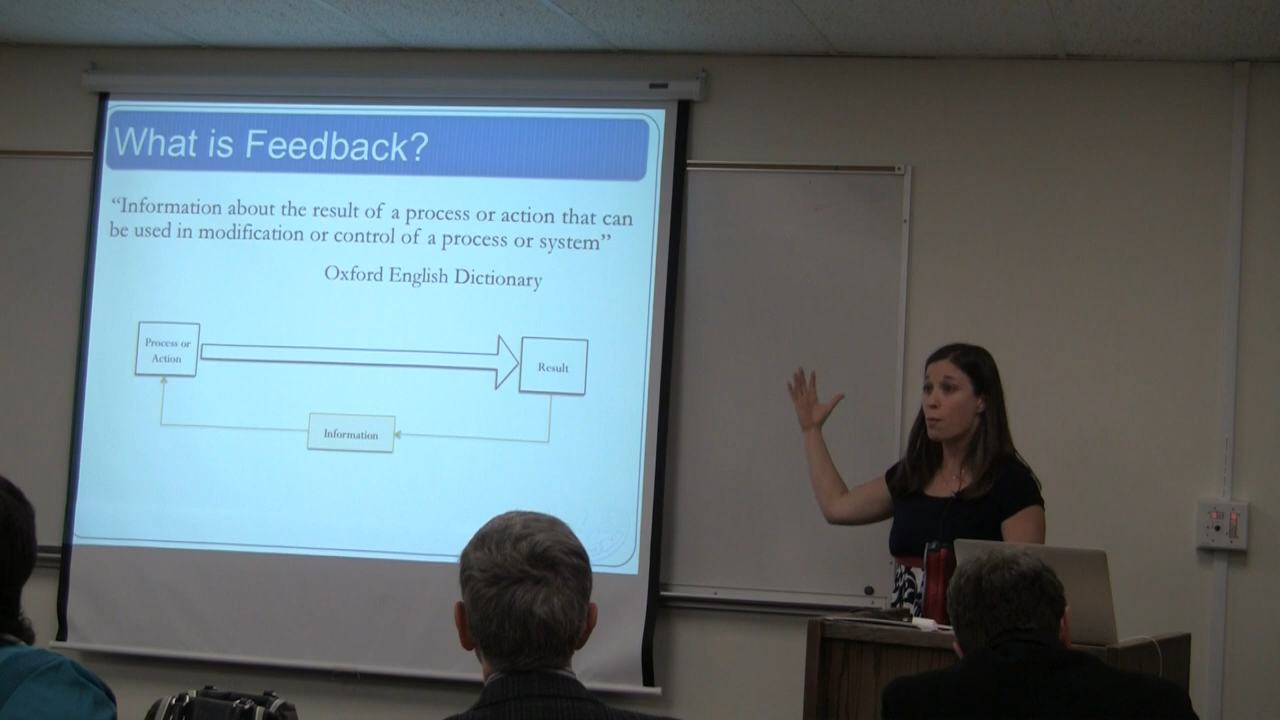 What is Feedback?
“Information about the result of a process or action that can
be used in modification or control of a process or system”
Oxford English Dictionary
Process or
Action
Result
Information